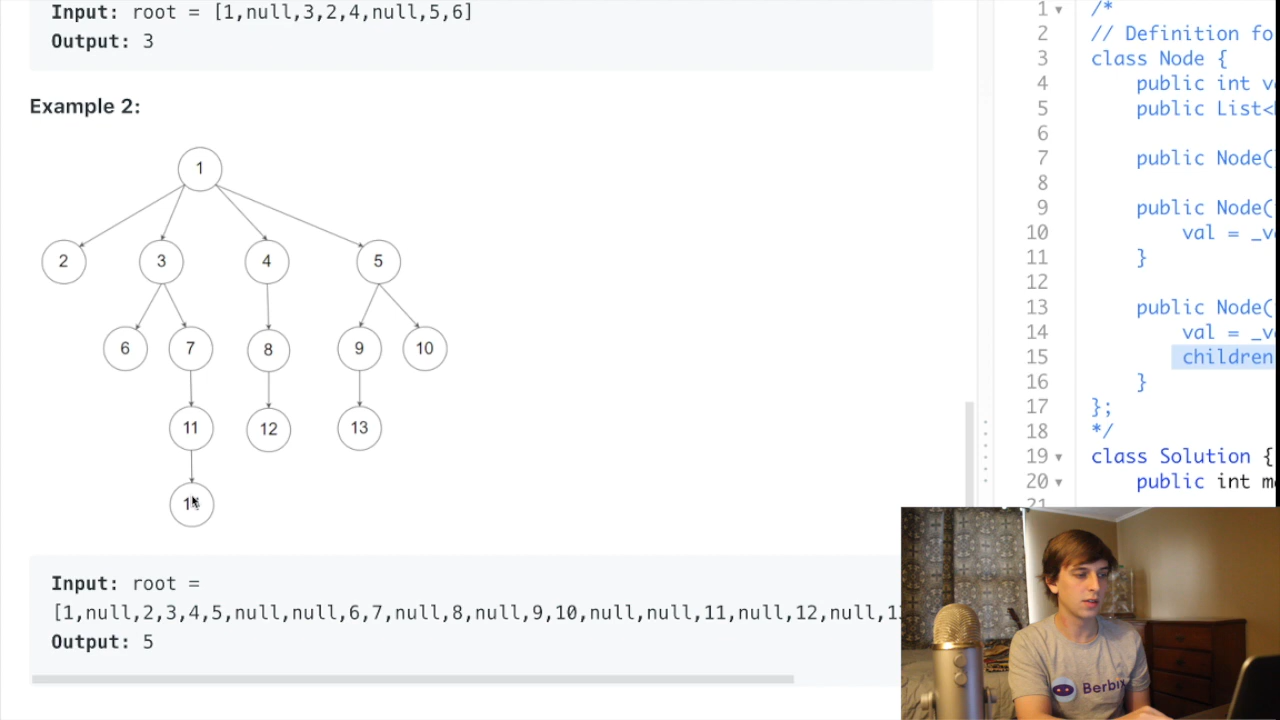 Input: root = [1,null,3,2,4,null,5,6]
Output: 3
Example 2:
1
2 3 4 5
6 7 8 9 10
11 12 13
Input: root =
[1,null,2,3,4,5,null,null,6,7,null,8,null,9,10,null,null,11,null,12,null,
Output: 5
1 /*
2 // Definition fo
3 class Node {
4 public int v
5 public List<
6
7 public Node(
8
9 public Node(
10 val = _v
11 }
12
13 public Node(
14 val = _v
15 children
16 }
17 };
18 */
19 class Solution {
20 public int m
21
Berbix